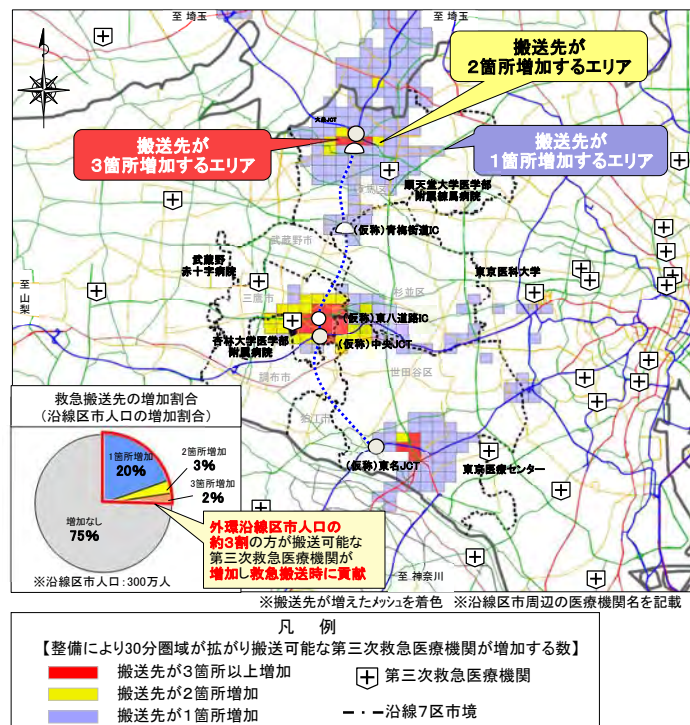 至 埼玉
搬送先が
2箇所増加するエリア
大泉JCT
搬送先が
3箇所増加するエリア
搬送先が
1箇所増加するエリア
練馬区
順天堂大学医学部
附属練馬病院
(仮称)青梅街道IC
武蔵野市
武蔵野
赤十字病院
東京医科大学
至 山梨
杉並区
三鷹市
(仮称)東八道路IC
杏林大学医学部
附属病院
(仮称)中央JCT
世田谷区
調布市
狛江市
(仮称)東名JCT
東京医療センター
至 神奈川
救急搬送先の増加割合
(沿線区市人口の増加割合)
1箇所増加
20%
2箇所増加
3%
3箇所増加
2%
増加なし
75%
※沿線区市人口:300万人
外環沿線区市人口の
約3割の方が搬送可能な
第三次救急医療機関が
増加し救急搬送時に貢献
※搬送先が増えたメッシュを着色 ※沿線区市周辺の医療機関名を記載
凡 例
【整備により30分圏域が拡がり搬送可能な第三次救急医療機関が増加する数】
搬送先が3箇所以上増加
第三次救急医療機関
搬送先が2箇所増加
搬送先が1箇所増加
沿線7区市境